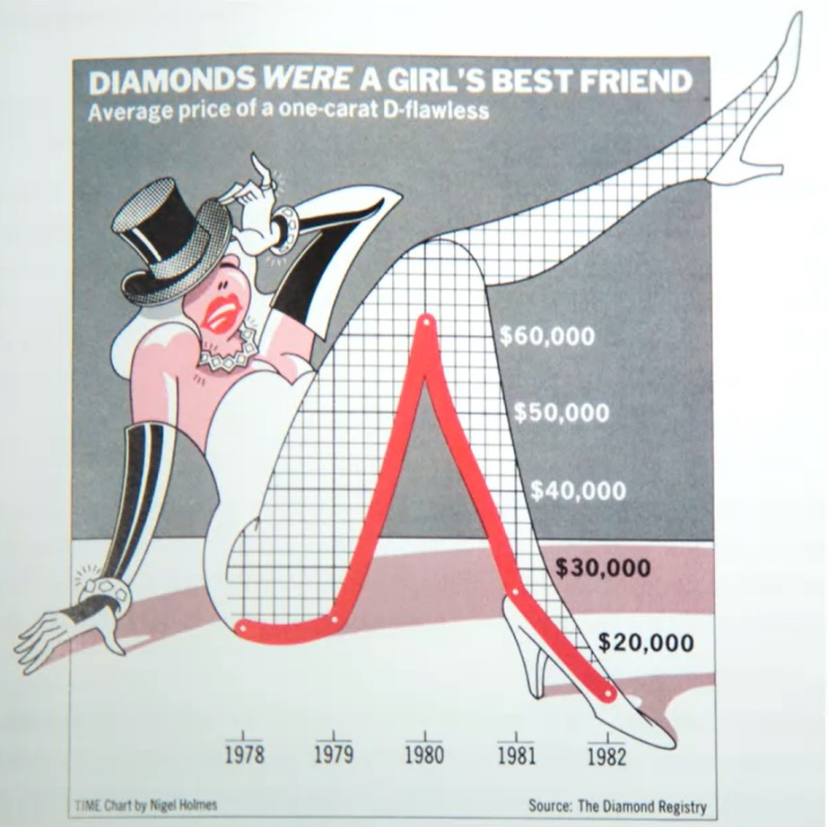 DIAMONDS WERE A GIRL'S BEST FRIEND
Average price of a one-carat D-flawless
$60,000
$50,000
$40,000
$30,000
$20,000
1978 1979 1980 1981 1982
TIME Chart by Nigel Holmes
Source: The Diamond Registry